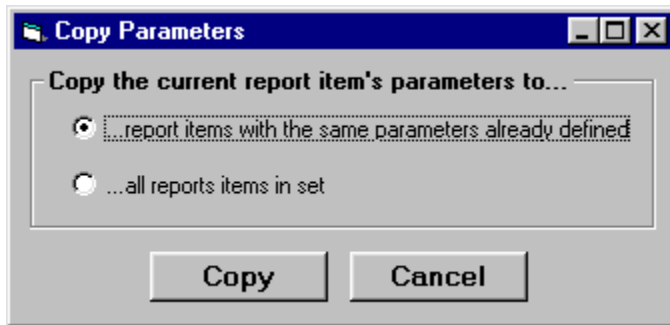 Copy Parameters
Copy the current report item's parameters to...
...report items with the same parameters already defined
...all reports items in set
Copy Cancel